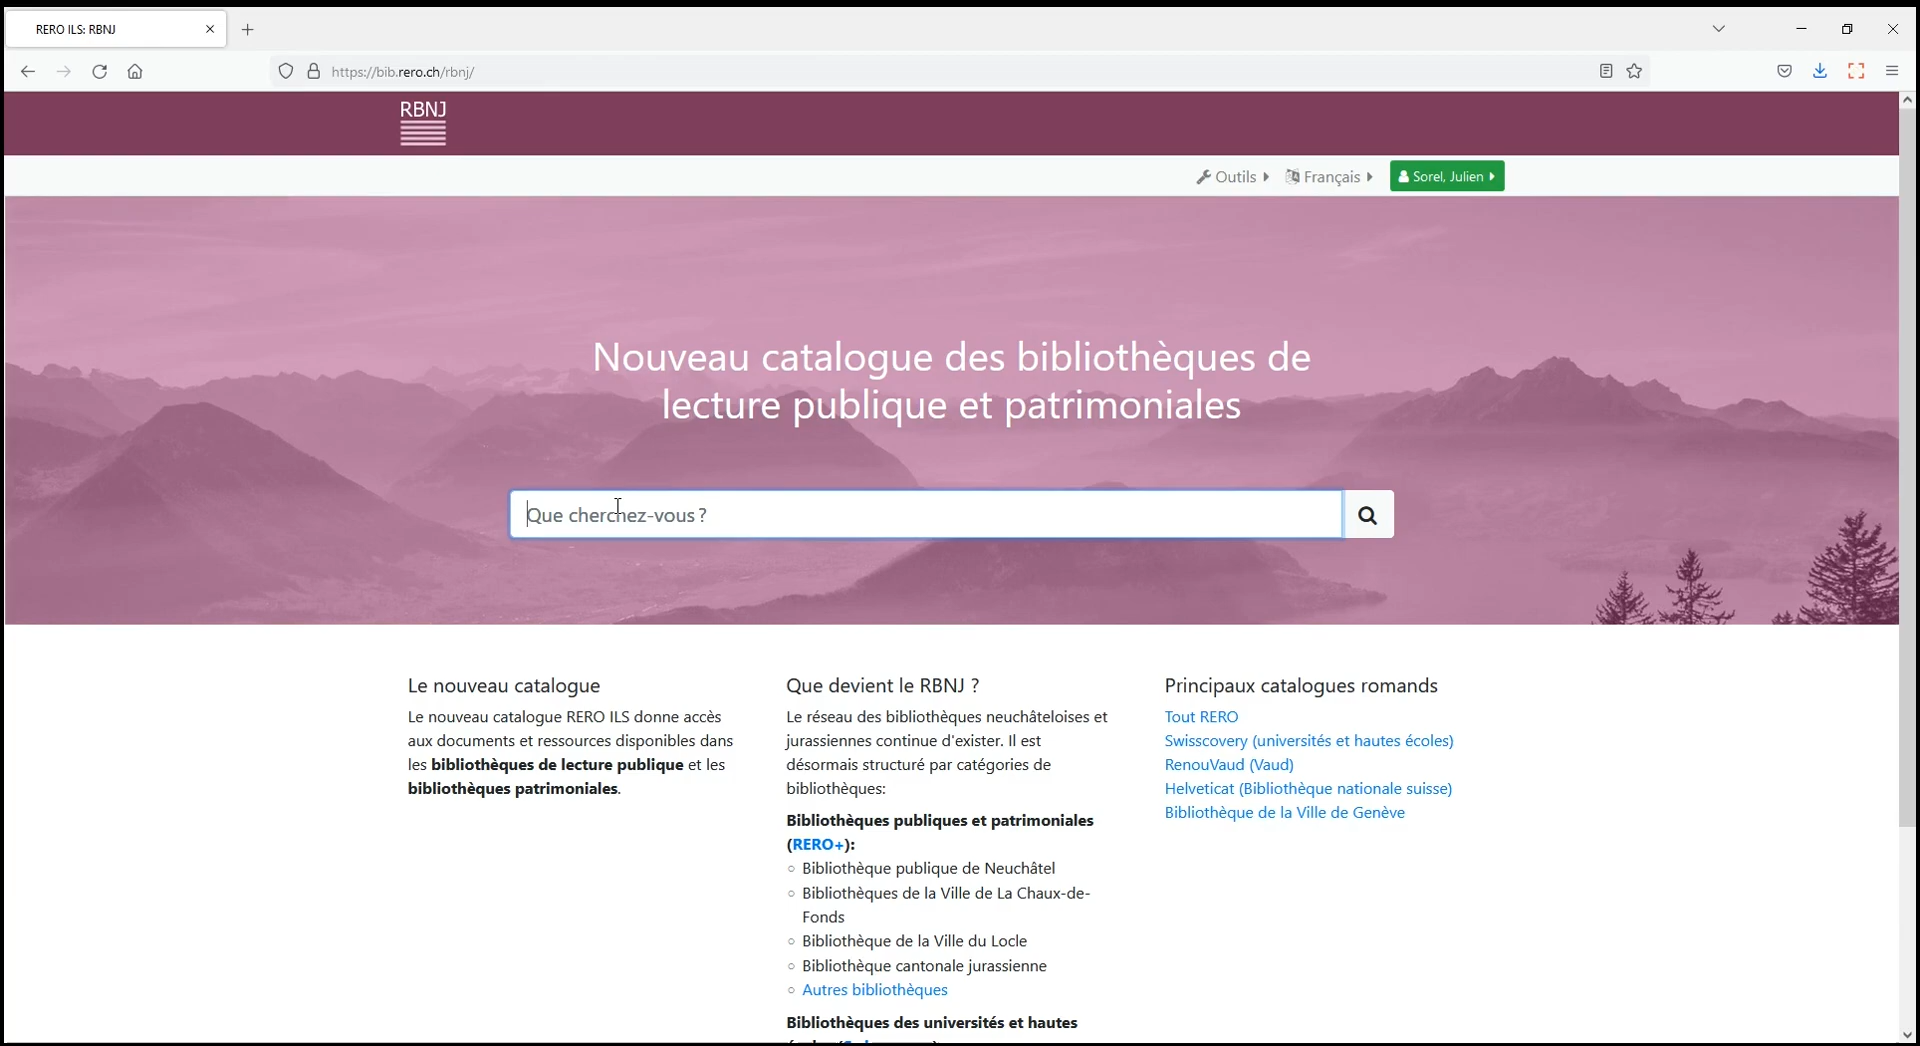 RERO ILS: RBNJ
https://bib.rero.ch/rbnj/
RBNJ
Outils
Français
Sorel, Julien
Nouveau catalogue des bibliothèques de
lecture publique et patrimoniales
Que cherchez-vous ?
Le nouveau catalogue
Le nouveau catalogue RERO ILS donne accès
aux documents et ressources disponibles dans
les bibliothèques de lecture publique et les
bibliothèques patrimoniales.
Que devient le RBNJ ?
Le réseau des bibliothèques neuchâteloises et
jurassiennes continue d'exister. Il est
désormais structuré par catégories de
bibliothèques:
Bibliothèques publiques et patrimoniales
(RERO+):
Bibliothèque publique de Neuchâtel
Bibliothèques de la Ville de La Chaux-de-
Fonds
Bibliothèque de la Ville du Locle
Bibliothèque cantonale jurassienne
Autres bibliothèques
Bibliothèques des universités et hautes
Principaux catalogues romands
Tout RERO
Swisscovery (universités et hautes écoles)
RenouVaud (Vaud)
Helveticat (Bibliothèque nationale suisse)
Bibliothèque de la Ville de Genève